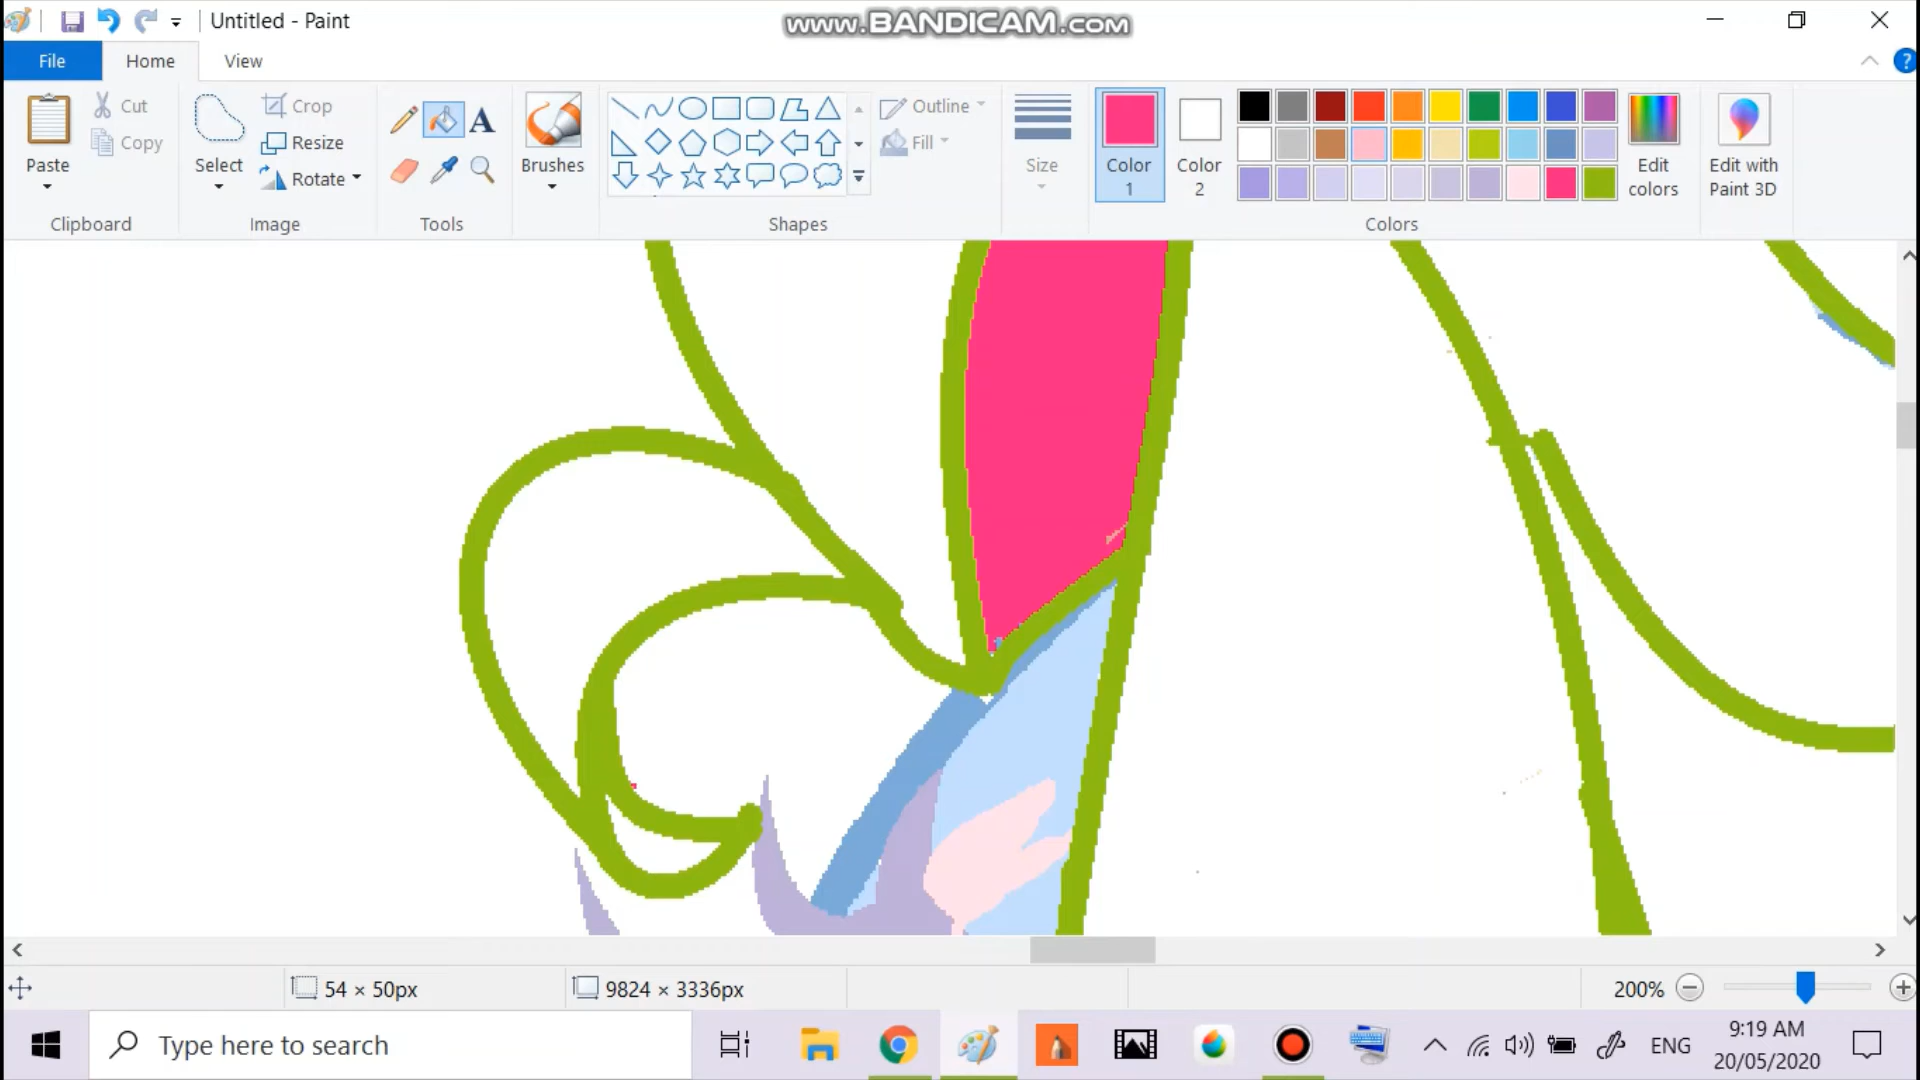 Untitled - Paint
www.BANDICAM.com
File
Home
View
Paste
Cut
Copy
Clipboard
Select
Crop
Resize
Rotate
Image
A
Tools
Brushes
Outline
Fill
Shapes
Size
Color
1
Color
2
Edit
colors
Colors
Edit with
Paint 3D
?
54 × 50px
9824 × 3336px
200%
Type here to search
ENG
9:19 AM
20/05/2020